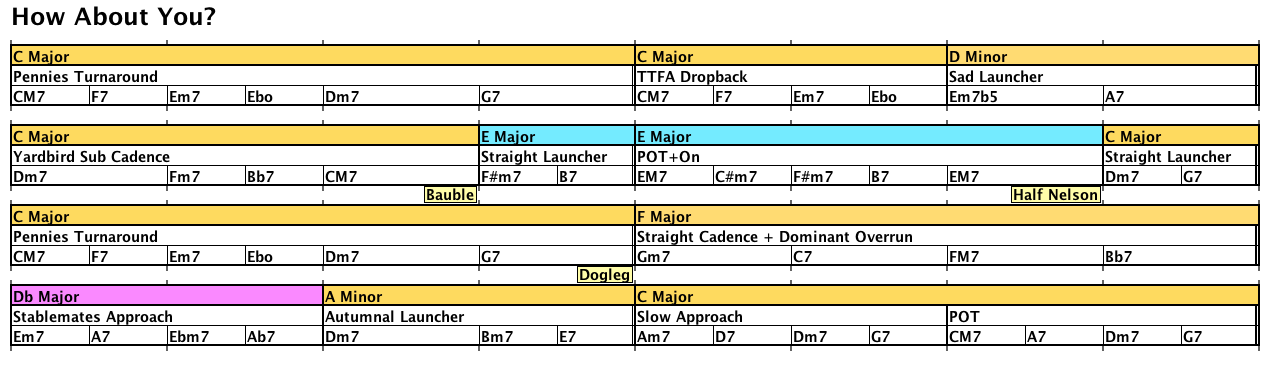 How About You?
C Major C Major D Minor
Pennies Turnaround TTFA Dropback Sad Launcher
CM7 F7 Em7 Ebo Dm7 G7 CM7 F7 Em7 Ebo Em7b5 A7
C Major E Major E Major C Major
Yardbird Sub Cadence Straight Launcher POT+On Straight Launcher
Dm7 Fm7 Bb7 CM7 F#m7 B7 EM7 C#m7 F#m7 B7 EM7 Dm7 G7
Bauble Half Nelson
C Major F Major
Pennies Turnaround Straight Cadence + Dominant Overrun
CM7 F7 Em7 Ebo Dm7 G7 Gm7 C7 FM7 Bb7
Dogleg
Db Major A Minor C Major
Stablemates Approach Autumnal Launcher Slow Approach POT
Em7 A7 Ebm7 Ab7 Dm7 Bm7 E7 Am7 D7 Dm7 G7 CM7 A7 Dm7 G7